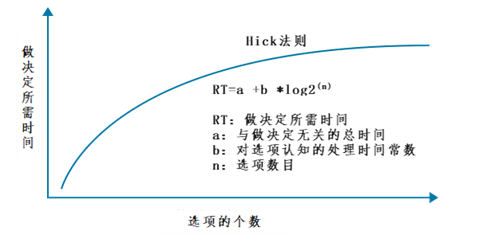 Hick法则
做决定所需时间
RT=a +b *log2(n)
RT: 做决定所需时间
a: 与做决定无关的总时间
b: 对选项认知的处理时间常数
n: 选项数目
选项的个数